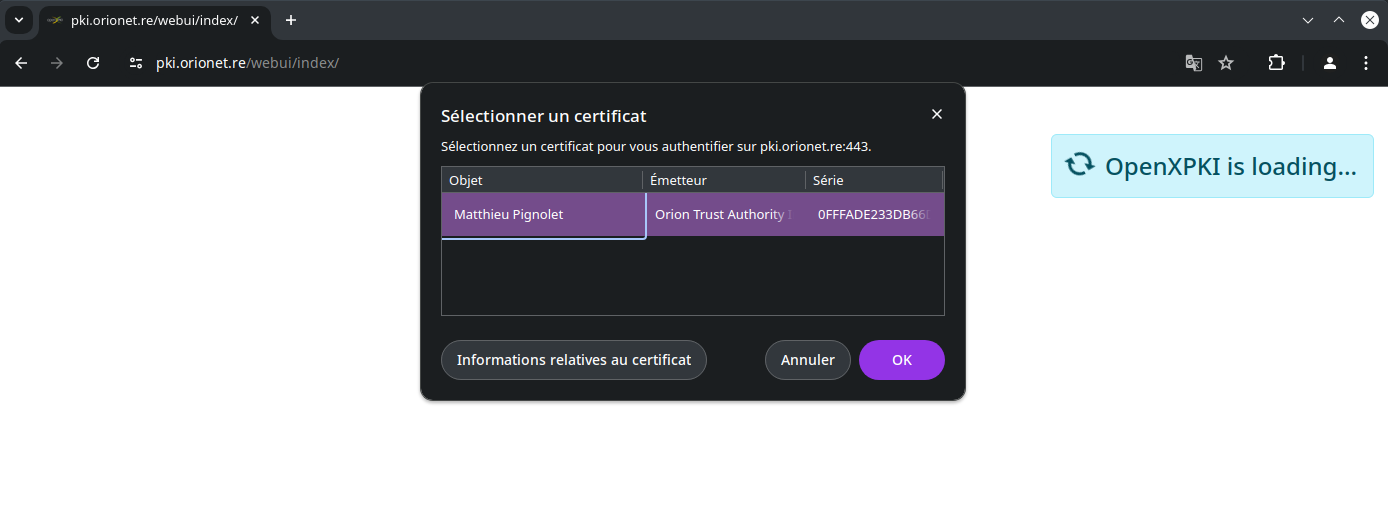 pki.orionet.re/webui/index/
pki.orionet.re/webui/index/
Sélectionner un certificat
Sélectionnez un certificat pour vous authentifier sur pki.orionet.re:443.
Objet Émetteur Série
Matthieu Pignolet Orion Trust Authority 0FFFADE233DB66
OpenXPKI is loading...
Informations relatives au certificat Annuler OK